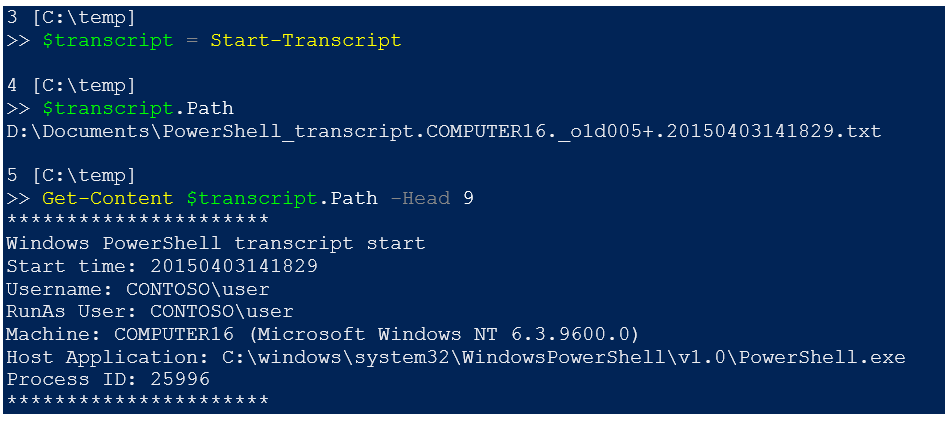 3 [C:\temp]
>> $transcript = Start-Transcript
4 [C:\temp]
>> $transcript.Path
D:\Documents\PowerShell_transcript.COMPUTER16._o1d005+.20150403141829.txt
5 [C:\temp]
>> Get-Content $transcript.Path -Head 9
**********************
Windows PowerShell transcript start
Start time: 20150403141829
Username: CONTOSO\user
RunAs User: CONTOSO\user
Machine: COMPUTER16 (Microsoft Windows NT 6.3.9600.0)
Host Application: C:\windows\system32\WindowsPowerShell\v1.0\PowerShell.exe
Process ID: 25996
**********************